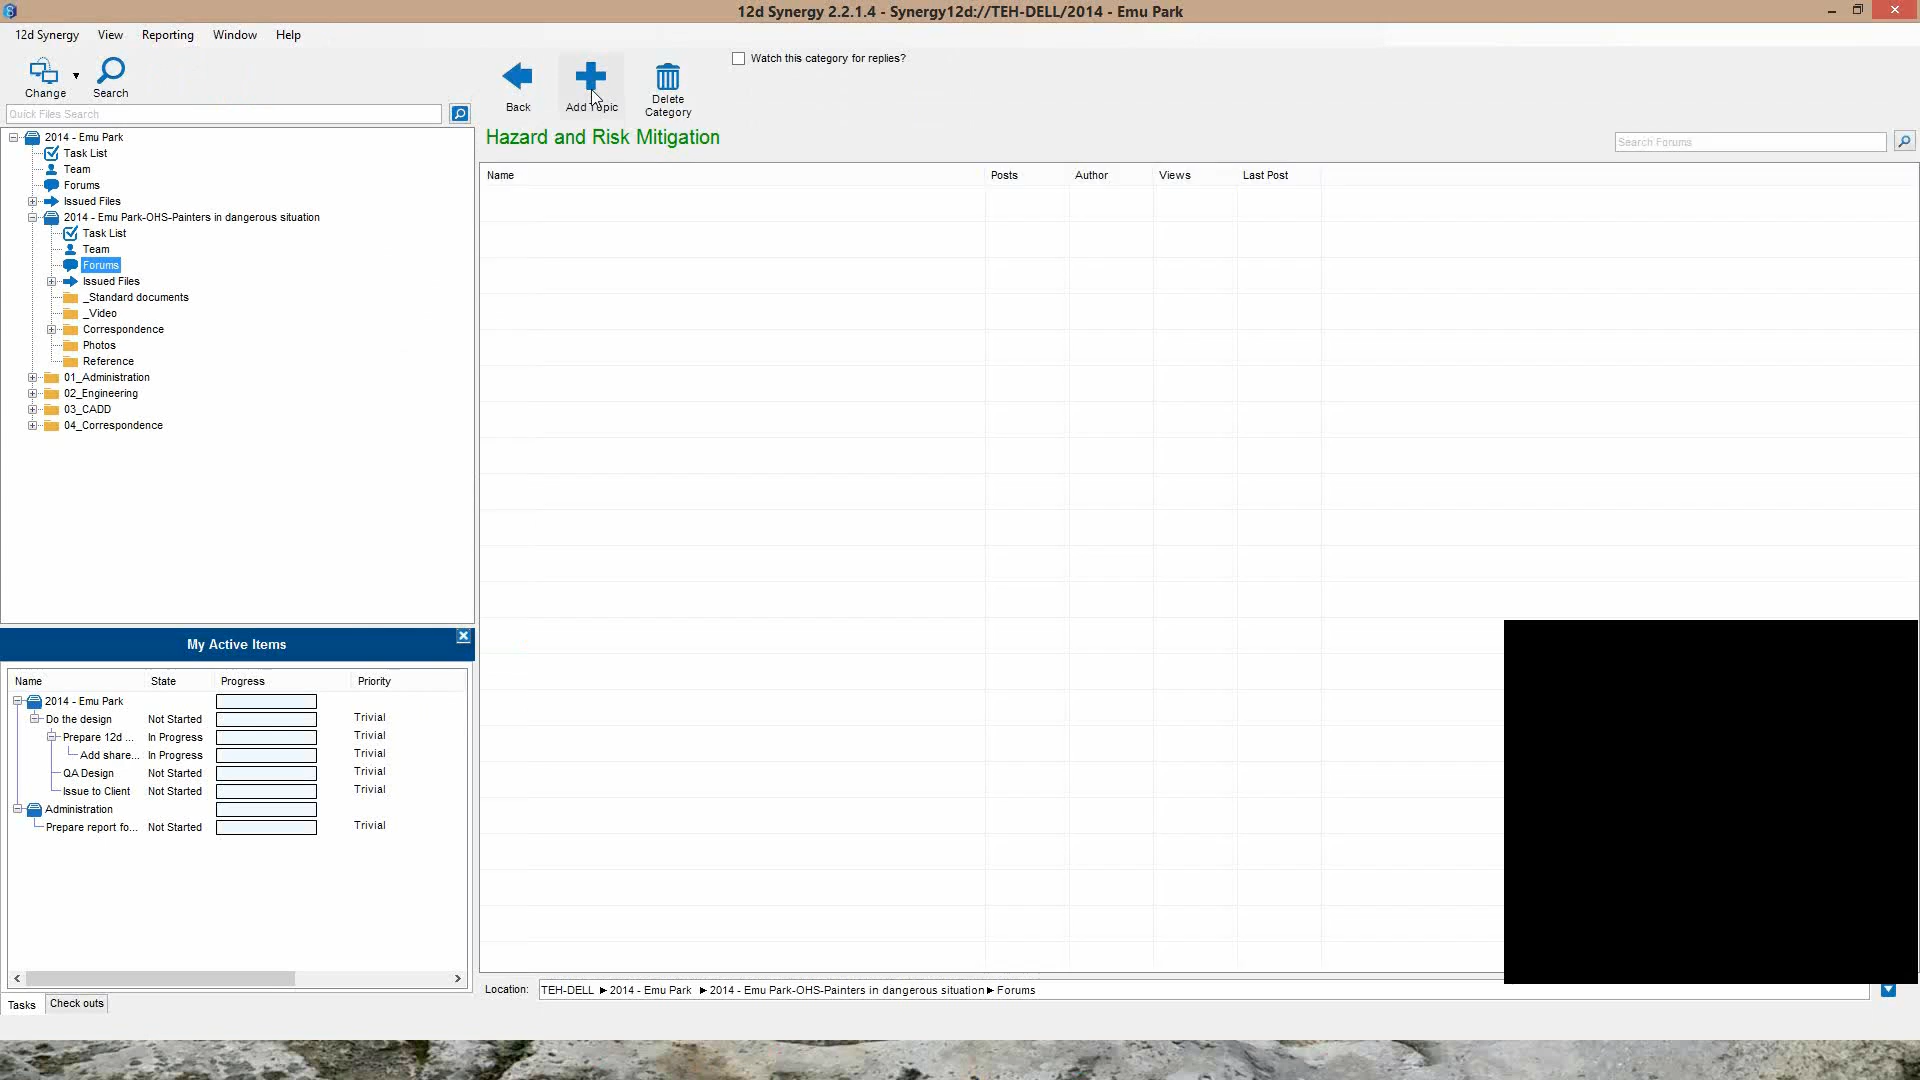 12d Synergy 2.2.1.4 - Synergy12d://TEH-DELL/2014 - Emu Park
12d Synergy View Reporting Window Help
Change Search
Back Add Topic Delete Category
Watch this category for replies?
Quick Files Search
Hazard and Risk Mitigation
Search Forums
Name Posts Author Views Last Post
2014 - Emu Park
Task List
Team
Forums
Issued Files
2014 - Emu Park-OHS-Painters in dangerous situation
Task List
Team
Forums
Issued Files
_Standard documents
_Video
Correspondence
Photos
Reference
01_Administration
02_Engineering
03_CADD
04_Correspondence
My Active Items
Name State Progress Priority
2014 - Emu Park
Do the design Not Started Trivial
Prepare 12d ... In Progress Trivial
Add share... In Progress Trivial
QA Design Not Started Trivial
Issue to Client Not Started Trivial
Administration
Prepare report fo... Not Started Trivial
Tasks Check outs
Location: TEH-DELL 2014 - Emu Park 2014 - Emu Park-OHS-Painters in dangerous situation Forums